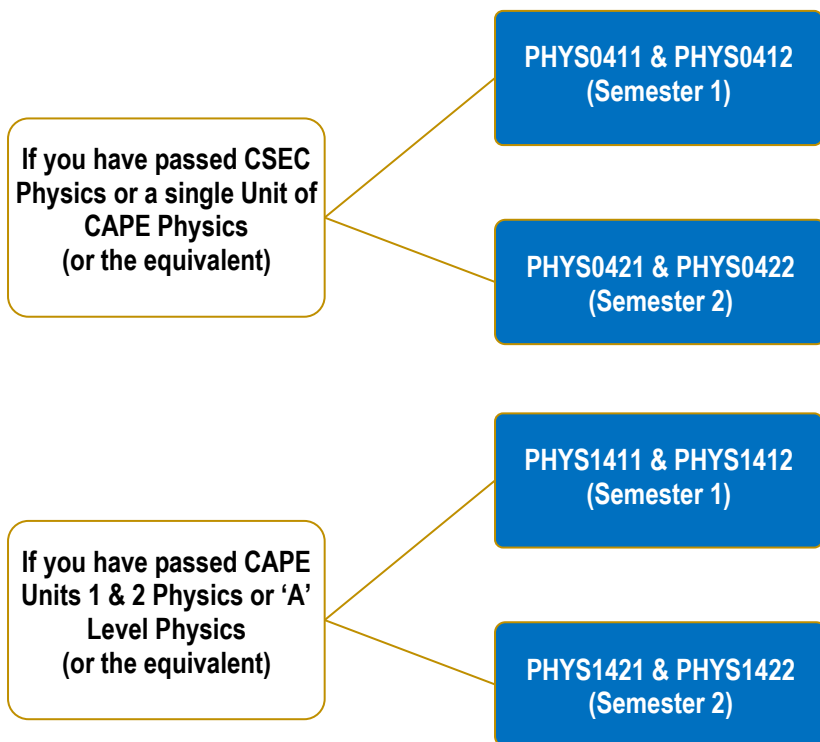 If you have passed CSEC
Physics or a single Unit of
CAPE Physics
(or the equivalent)
PHYS0411 & PHYS0412
(Semester 1)
PHYS0421 & PHYS0422
(Semester 2)
If you have passed CAPE
Units 1 & 2 Physics or ‘A’
Level Physics
(or the equivalent)
PHYS1411 & PHYS1412
(Semester 1)
PHYS1421 & PHYS1422
(Semester 2)